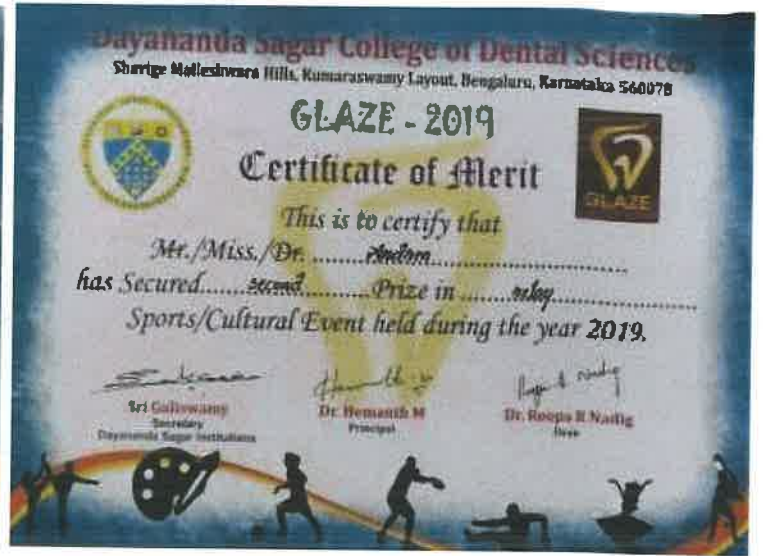 Dayananda Sagar College of Dental Sciences
Shavige Malleshwara Hills, Kumaraswamy Layout, Bengaluru, Karnataka 560078
GLAZE - 2019
Certificate of Merit
GLAZE
This is to certify that
Mr./Miss./Dr. ....................
has Secured......second............Prize in ......relay....................
Sports/Cultural Event held during the year 2019.
Sri Galiswamy
Secretary
Dayananda Sagar Institutions
Dr. Hemanth M
Principal
Dr. Roopa R Nadig
Dean